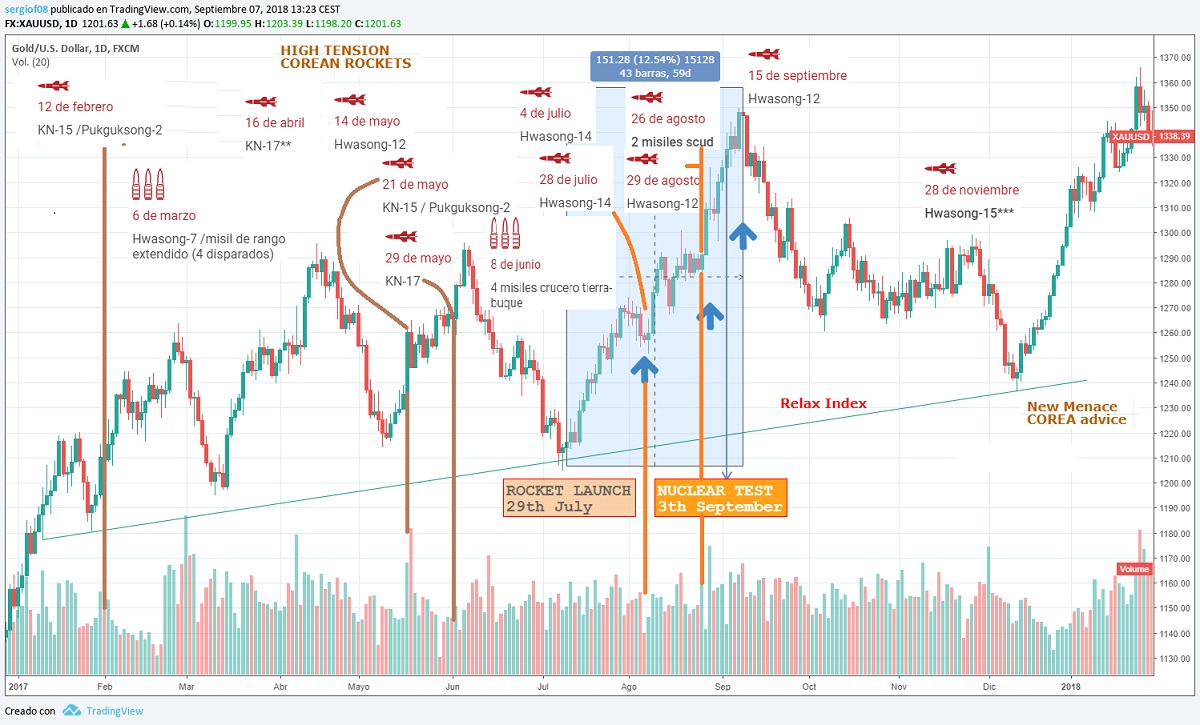 sergiof08 publicado en TradingView.com, Septiembre 07, 2018 13:23 CEST
FX:XAUUSD, 1D 1201.63 ▲ +1.68 (+0.14%) O:1199.95 H:1203.39 L:1198.20 C:1201.63
Gold/U.S. Dollar, 1D, FXCM
Vol. (20)
HIGH TENSION
COREAN ROCKETS
12 de febrero
KN-15 /Pukguksong-2
6 de marzo
Hwasong-7 /misil de rango
extendido (4 disparados)
16 de abril
KN-17**
14 de mayo
Hwasong-12
21 de mayo
KN-15 / Pukguksong-2
29 de mayo
KN-17
8 de junio
4 misiles crucero tierra-
buque
4 de julio
Hwasong-14
28 de julio
Hwasong-14
151.28 (12.54%) 15128
43 barras, 59d
26 de agosto
2 misiles scud
29 de agosto
Hwasong-12
15 de septiembre
Hwasong-12
28 de noviembre
Hwasong-15***
ROCKET LAUNCH
29th July
NUCLEAR TEST
3th September
Relax Index
New Menace
COREA advice
1370.00
1360.00
1350.00
XAUUSD 1338.39
1330.00
1320.00
1310.00
1300.00
1290.00
1280.00
1270.00
1260.00
1250.00
1240.00
1230.00
1220.00
1210.00
1200.00
1190.00
1180.00
1170.00
Volume
1160.00
1150.00
1140.00
1130.00
2017 Feb Mar Abr Mayo Jun Jul Ago Sep Oct Nov Dic 2018
Creado con TradingView